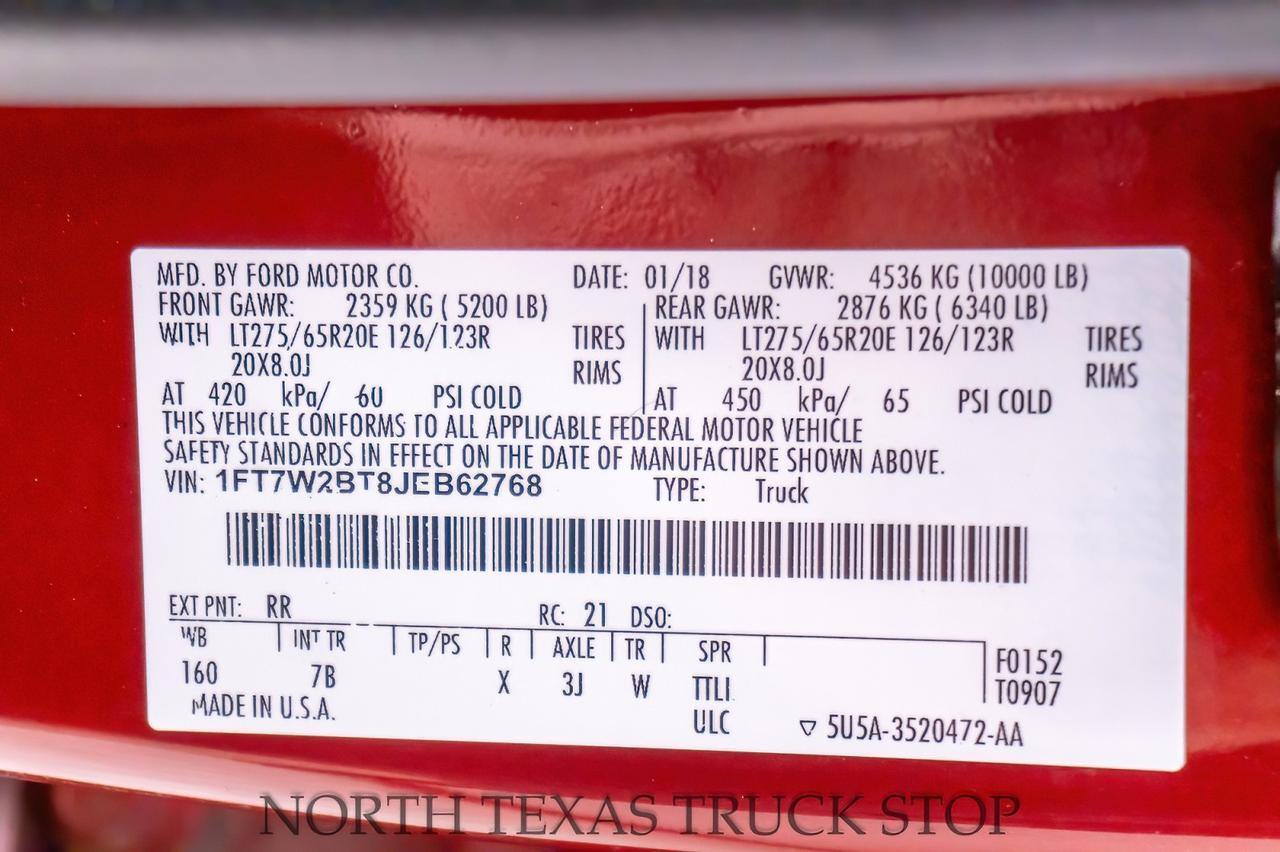 MFD. BY FORD MOTOR CO. DATE: 01/18 GVWR: 4536 KG (10000 LB)
FRONT GAWR: 2359 KG ( 5200 LB) REAR GAWR: 2876 KG ( 6340 LB)
WITH LT275/65R20E 126/123R TIRES WITH LT275/65R20E 126/123R TIRES
20X8.0J RIMS 20X8.0J RIMS
AT 420 kPa/ 60 PSI COLD AT 450 kPa/ 65 PSI COLD
THIS VEHICLE CONFORMS TO ALL APPLICABLE FEDERAL MOTOR VEHICLE
SAFETY STANDARDS IN EFFECT ON THE DATE OF MANUFACTURE SHOWN ABOVE.
VIN: 1FT7W2BT8JEB62768 TYPE: Truck
EXT PNT: RR RC: 21 DSO:
WB INT TR TP/PS R AXLE TR SPR F0152
160 7B X 3J W TTLI T0907
MADE IN U.S.A. ULC ▽ 5U5A-3520472-AA
NORTH TEXAS TRUCK STOP